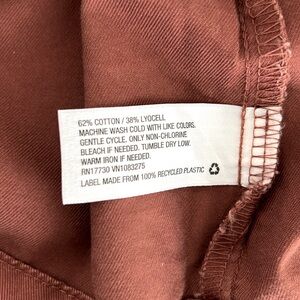 62% COTTON / 38% LYOCELL
MACHINE WASH COLD WITH LIKE COLORS.
GENTLE CYCLE. ONLY NON-CHLORINE
BLEACH IF NEEDED. TUMBLE DRY LOW.
WARM IRON IF NEEDED.
RN17730 VN1083275
LABEL MADE FROM 100% RECYCLED PLASTIC